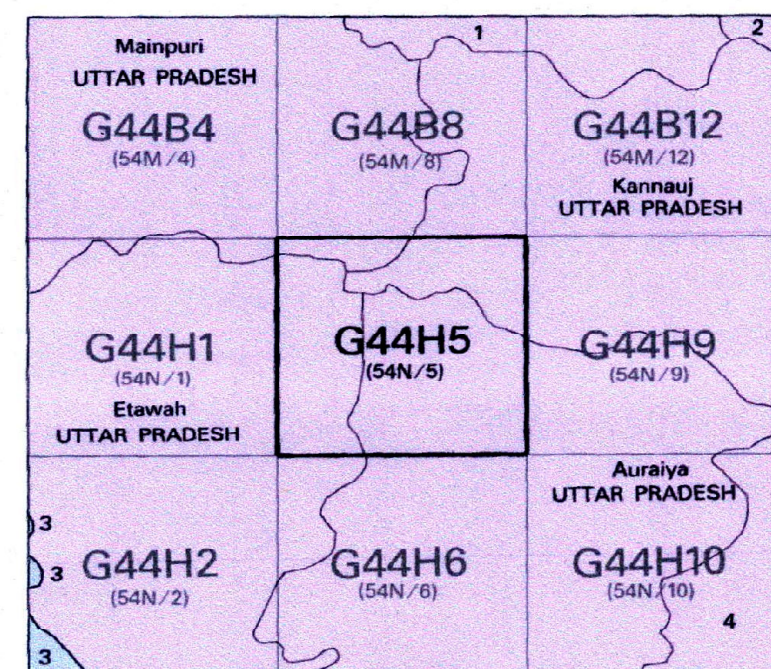 1
2
Mainpuri
UTTAR PRADESH
G44B4
(54M/4)
G44B8
(54M/8)
G44B12
(54M/12)
Kannauj
UTTAR PRADESH
G44H1
(54N/1)
Etawah
UTTAR PRADESH
G44H5
(54N/5)
G44H9
(54N/9)
Auraiya
UTTAR PRADESH
3
3
G44H2
(54N/2)
G44H6
(54N/6)
G44H10
(54N/10)
4
3